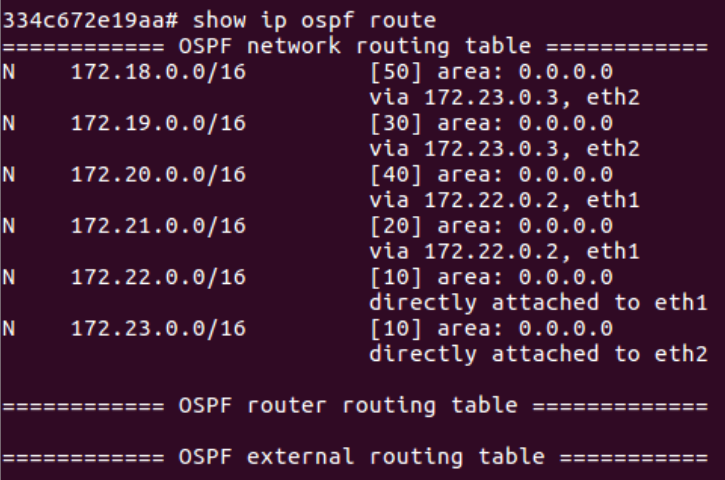 334c672e19aa# show ip ospf route
============ OSPF network routing table ============
N    172.18.0.0/16         [50] area: 0.0.0.0
                           via 172.23.0.3, eth2
N    172.19.0.0/16         [30] area: 0.0.0.0
                           via 172.23.0.3, eth2
N    172.20.0.0/16         [40] area: 0.0.0.0
                           via 172.22.0.2, eth1
N    172.21.0.0/16         [20] area: 0.0.0.0
                           via 172.22.0.2, eth1
N    172.22.0.0/16         [10] area: 0.0.0.0
                           directly attached to eth1
N    172.23.0.0/16         [10] area: 0.0.0.0
                           directly attached to eth2

============ OSPF router routing table =============

============ OSPF external routing table ===========